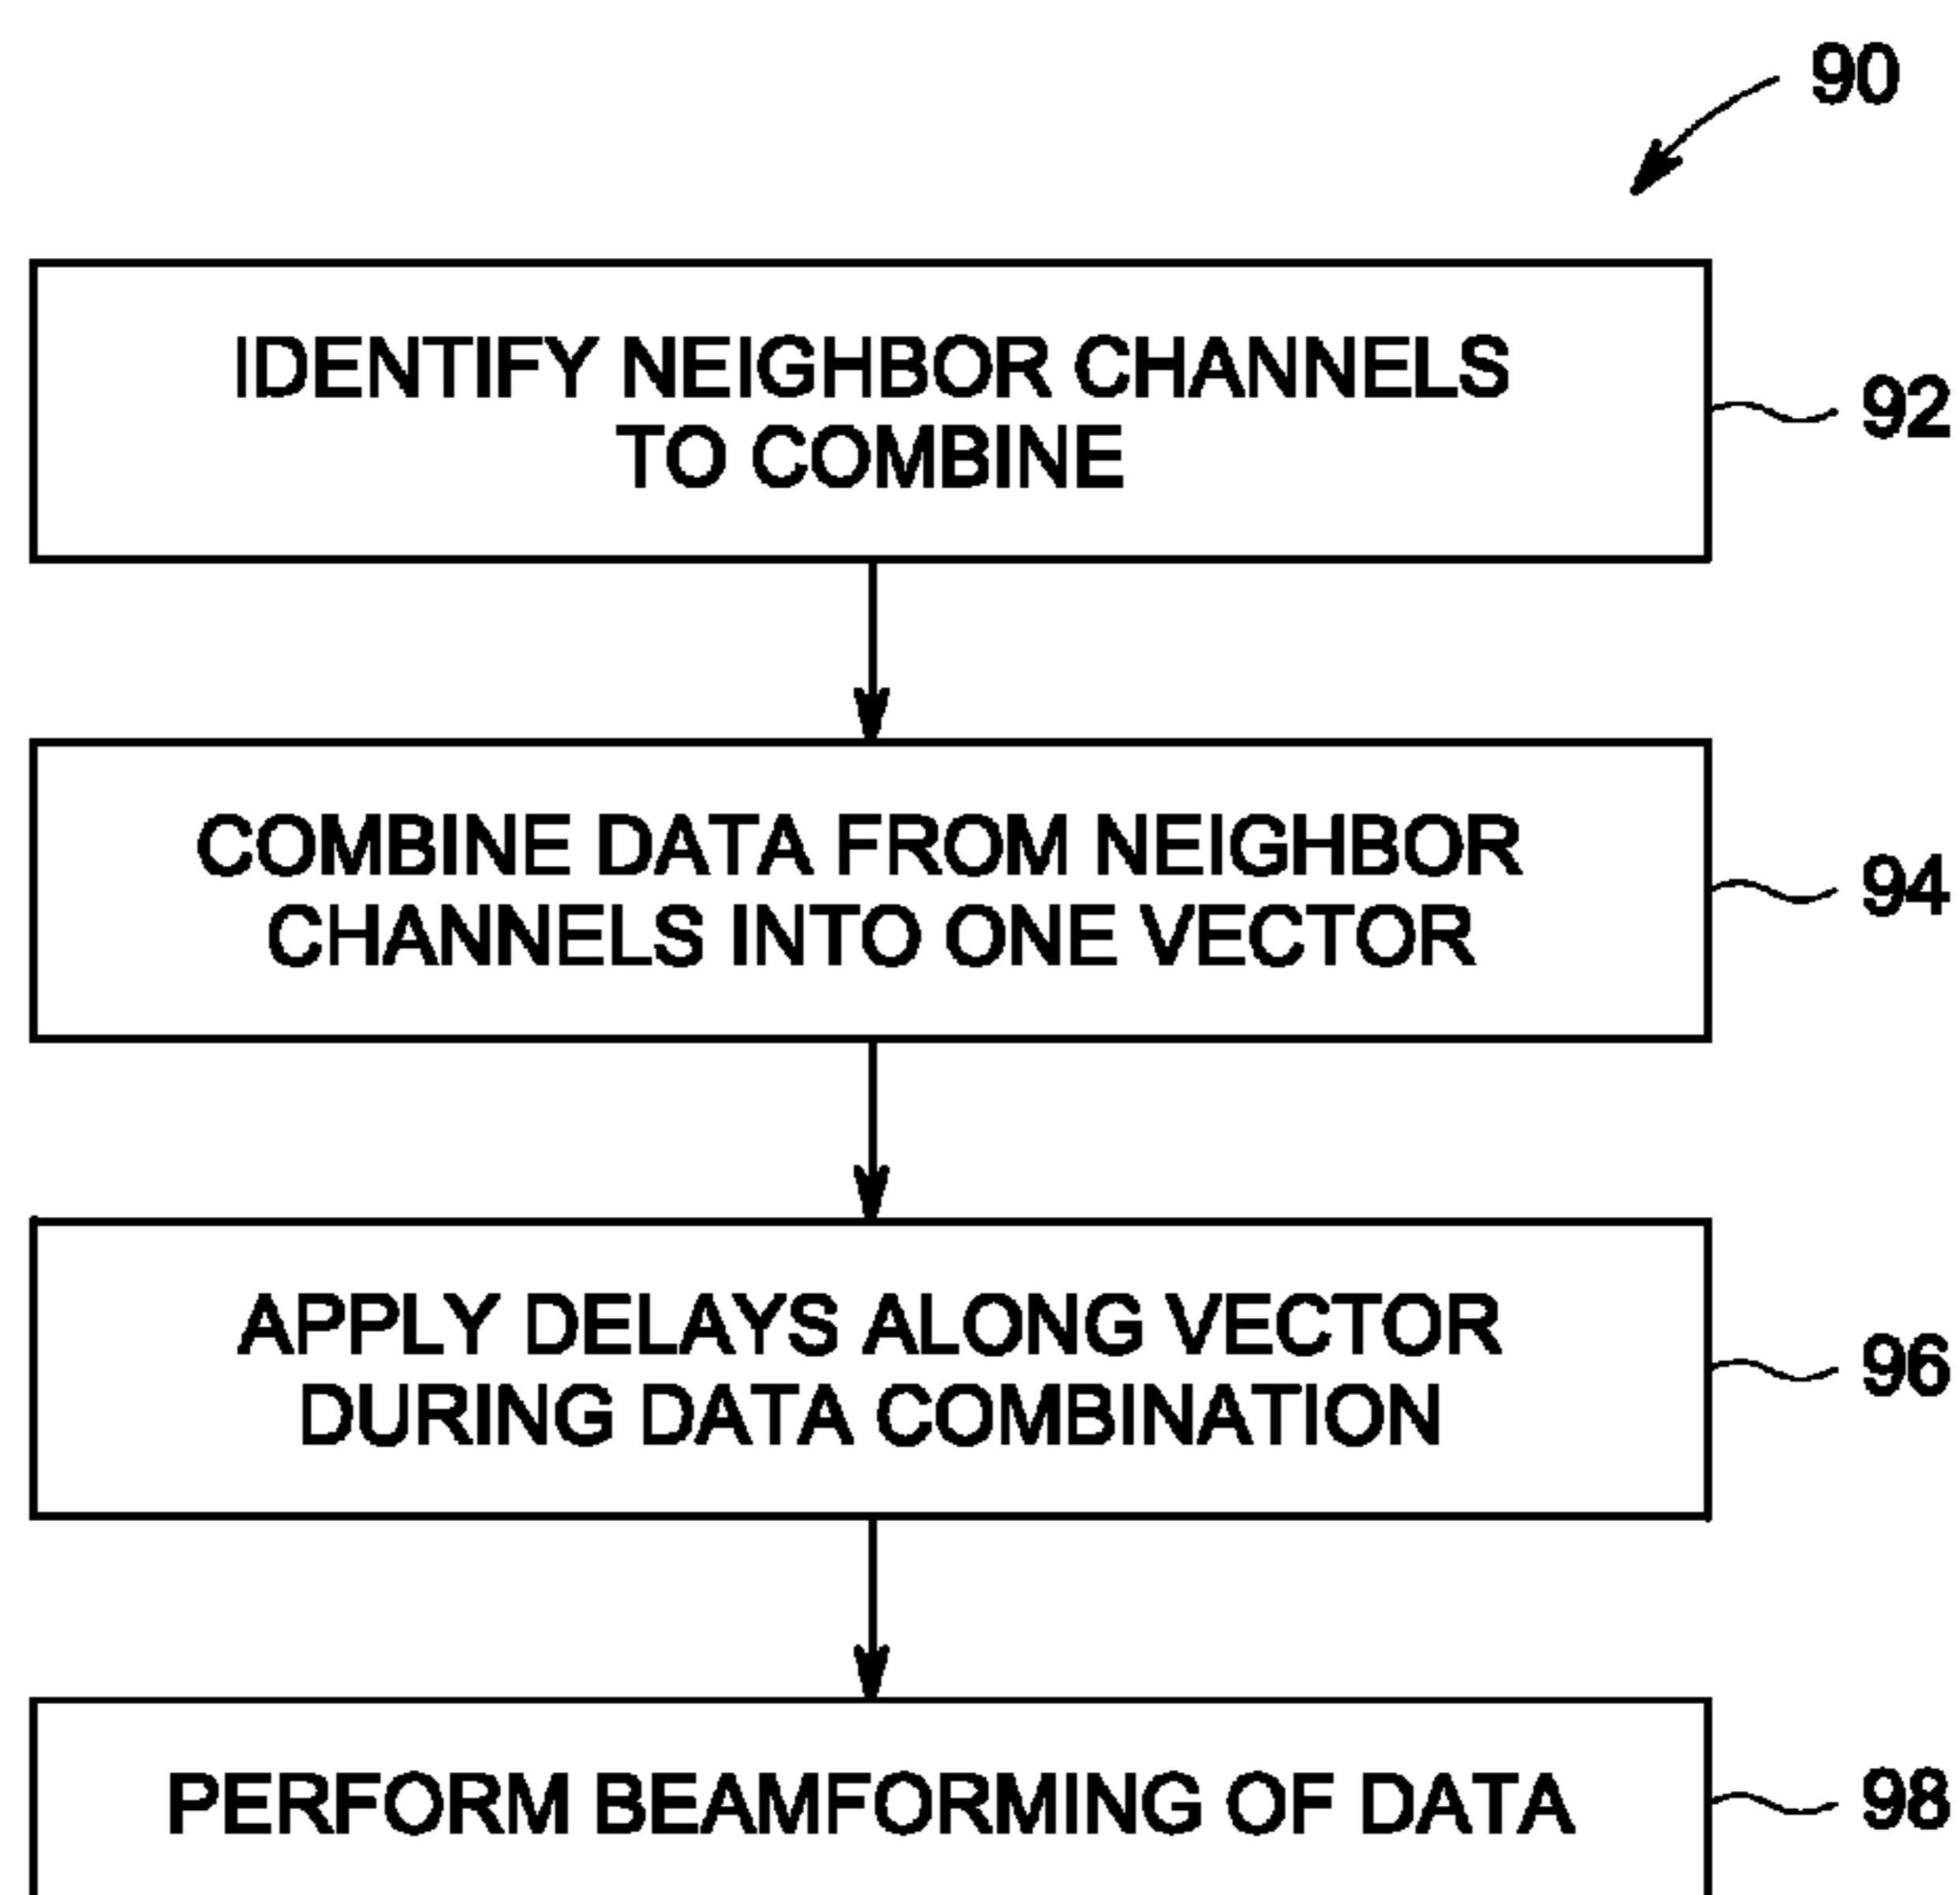 90
IDENTIFY NEIGHBOR CHANNELS
TO COMBINE
92
COMBINE DATA FROM NEIGHBOR
CHANNELS INTO ONE VECTOR
94
APPLY DELAYS ALONG VECTOR
DURING DATA COMBINATION
96
PERFORM BEAMFORMING OF DATA
98